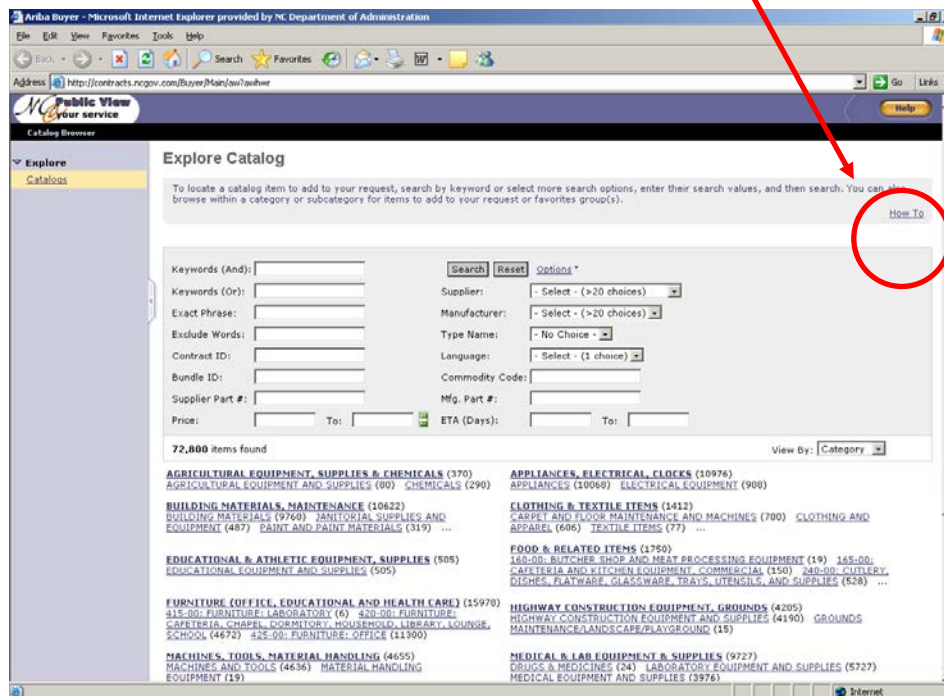 Ariba Buyer - Microsoft Internet Explorer provided by NC Department of Administration
File Edit View Favorites Tools Help
Back Search Favorites
Address http://contracts.ncgov.com/Buyer/Main/aw?awhwr Go Links
NC Public View
@your service
Help
Catalog Browser
Explore
Catalogs
Explore Catalog
To locate a catalog item to add to your request, search by keyword or select more search options, enter their search values, and then search. You can also
browse within a category or subcategory for items to add to your request or favorites group(s).
How To
Keywords (And): Search Reset Options
Keywords (Or): Supplier: - Select - (>20 choices)
Exact Phrase: Manufacturer: - Select - (>20 choices)
Exclude Words: Type Name: - No Choice -
Contract ID: Language: - Select - (1 choice)
Bundle ID: Commodity Code:
Supplier Part #: Mfg. Part #:
Price: To: ETA (Days): To:
72,800 items found View By: Category
AGRICULTURAL EQUIPMENT, SUPPLIES & CHEMICALS (370)
AGRICULTURAL EQUIPMENT AND SUPPLIES (80) CHEMICALS (290)
APPLIANCES, ELECTRICAL, CLOCKS (10976)
APPLIANCES (10068) ELECTRICAL EQUIPMENT (908)
BUILDING MATERIALS, MAINTENANCE (10622)
BUILDING MATERIALS (9760) JANITORIAL SUPPLIES AND
EQUIPMENT (487) PAINT AND PAINT MATERIALS (319) ...
CLOTHING & TEXTILE ITEMS (1412)
CARPET AND FLOOR MAINTENANCE AND MACHINES (700) CLOTHING AND
APPAREL (606) TEXTILE ITEMS (77) ...
EDUCATIONAL & ATHLETIC EQUIPMENT, SUPPLIES (505)
EDUCATIONAL EQUIPMENT AND SUPPLIES (505)
FOOD & RELATED ITEMS (1750)
160-00: BUTCHER SHOP AND MEAT PROCESSING EQUIPMENT (19) 165-00:
CAFETERIA AND KITCHEN EQUIPMENT, COMMERCIAL (150) 240-00: CUTLERY,
DISHES, FLATWARE, GLASSWARE, TRAYS, UTENSILS, AND SUPPLIES (528) ...
FURNITURE (OFFICE, EDUCATIONAL AND HEALTH CARE) (15978)
415-00: FURNITURE: LABORATORY (6) 420-00: FURNITURE:
CAFETERIA, CHAPEL, DORMITORY, HOUSEHOLD, LIBRARY, LOUNGE,
SCHOOL (4672) 425-00: FURNITURE: OFFICE (11300)
HIGHWAY CONSTRUCTION EQUIPMENT, GROUNDS (4205)
HIGHWAY CONSTRUCTION EQUIPMENT AND SUPPLIES (4190) GROUNDS
MAINTENANCE/LANDSCAPE/PLAYGROUND (15)
MACHINES, TOOLS, MATERIAL HANDLING (4655)
MACHINES AND TOOLS (4636) MATERIAL HANDLING
EQUIPMENT (19)
MEDICAL & LAB EQUIPMENT & SUPPLIES (9727)
DRUGS & MEDICINES (24) LABORATORY EQUIPMENT AND SUPPLIES (5727)
MEDICAL EQUIPMENT AND SUPPLIES (3976)
Internet